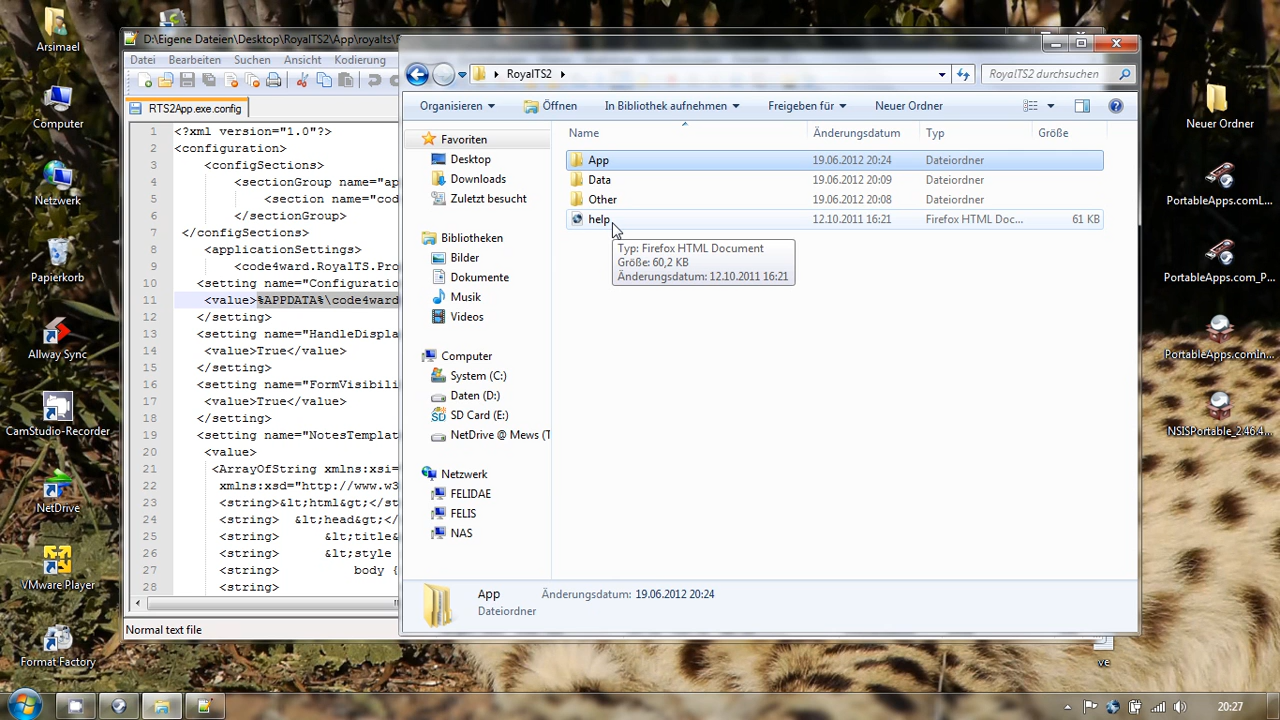 Arsimael
Computer
Netzwerk
Papierkorb
Allway Sync
CamStudio-Recorder
NetDrive
VMware Player
Format Factory
D:\Eigene Dateien\Desktop\RoyalTS2\App\royalts\
Datei Bearbeiten Suchen Ansicht Kodierung
RTS2App.exe.config
1 <?xml version="1.0"?>
2 <configuration>
3 <configSections>
4 <sectionGroup name="ap
5 <section name="cod
6 </sectionGroup>
7 </configSections>
8 <applicationSettings>
9 <code4ward.RoyalTS.Pro
10 <setting name="Configuratio
11 <value>%APPDATA%\code4ward
12 </setting>
13 <setting name="HandleDispla
14 <value>True</value>
15 </setting>
16 <setting name="FormVisibili
17 <value>True</value>
18 </setting>
19 <setting name="NotesTemplat
20 <value>
21 <ArrayOfString xmlns:xsi=
22 xmlns:xsd="http://www.w3
23 <string>&lt;html&gt;</st
24 <string> &lt;head&gt;</
25 <string> &lt;title&
26 <string> &lt;style
27 <string> body {
28 <string>
Normal text file
RoyalTS2
RoyalTS2 durchsuchen
Organisieren Öffnen In Bibliothek aufnehmen Freigeben für Neuer Ordner
Favoriten
Desktop
Downloads
Zuletzt besucht
Bibliotheken
Bilder
Dokumente
Musik
Videos
Computer
System (C:)
Daten (D:)
SD Card (E:)
NetDrive @ Mews (T
Netzwerk
FELIDAE
FELIS
NAS
Name Änderungsdatum Typ Größe
App 19.06.2012 20:24 Dateiordner
Data 19.06.2012 20:09 Dateiordner
Other 19.06.2012 20:08 Dateiordner
help 12.10.2011 16:21 Firefox HTML Doc... 61 KB
Typ: Firefox HTML Document
Größe: 60,2 KB
Änderungsdatum: 12.10.2011 16:21
App Änderungsdatum: 19.06.2012 20:24
Dateiordner
Neuer Ordner
PortableApps.comL...
PortableApps.com_P...
PortableApps.comIn...
NSISPortable_2.46.4...
ve
20:27